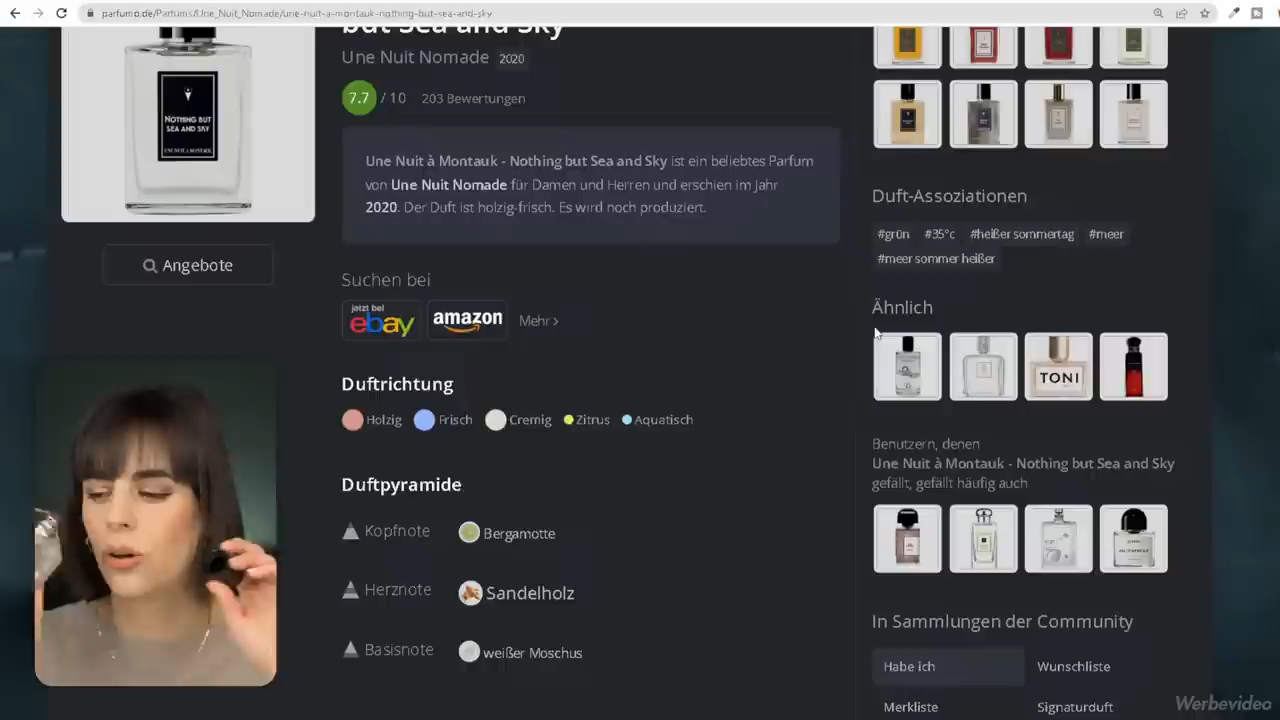 parfumo.de/Parfums/Une_Nuit_Nomade/une-nuit-a-montauk-nothing-but-sea-and-sky
but Sea and Sky
Une Nuit Nomade 2020
7.7 / 10 203 Bewertungen
NOTHING BUT
SEA AND SKY
UNE NUIT À MONTAUK
Une Nuit à Montauk - Nothing but Sea and Sky ist ein beliebtes Parfum
von Une Nuit Nomade für Damen und Herren und erschien im Jahr
2020. Der Duft ist holzig-frisch. Es wird noch produziert.
Angebote
Suchen bei
jetzt bei
ebay amazon Mehr ›
Duftrichtung
Holzig Frisch Cremig Zitrus Aquatisch
Duftpyramide
Kopfnote Bergamotte
Herznote Sandelholz
Basisnote weißer Moschus
Duft-Assoziationen
#grün #35°c #heißer sommertag #meer
#meer sommer heißer
Ähnlich
TONI
Benutzern, denen
Une Nuit à Montauk - Nothing but Sea and Sky
gefällt, gefällt häufig auch
In Sammlungen der Community
Habe ich Wunschliste
Merkliste Signaturduft
Werbevideo